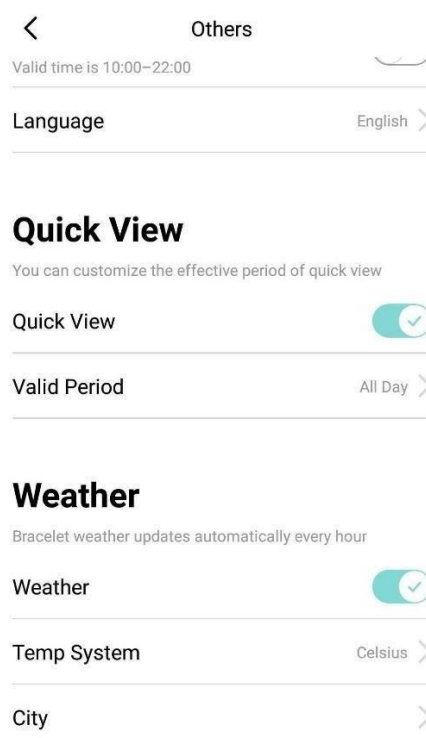 Others
Valid time is 10:00–22:00
Language English
Quick View
You can customize the effective period of quick view
Quick View
Valid Period All Day
Weather
Bracelet weather updates automatically every hour
Weather
Temp System Celsius
City